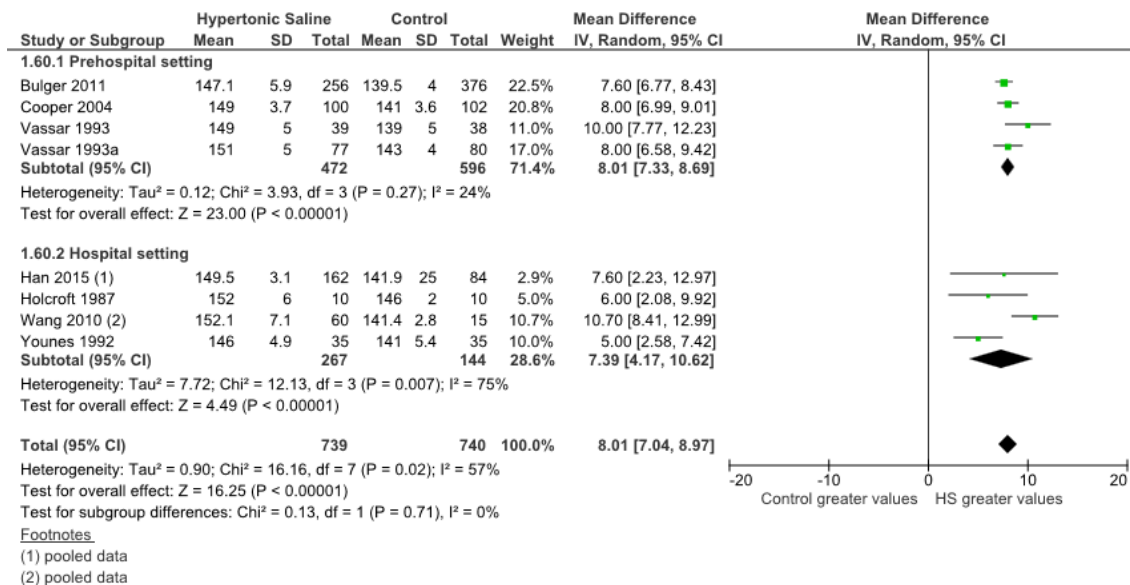 Hypertonic Saline Control Mean Difference Mean Difference
Study or Subgroup Mean SD Total Mean SD Total Weight IV, Random, 95% CI IV, Random, 95% CI
1.60.1 Prehospital setting
Bulger 2011 147.1 5.9 256 139.5 4 376 22.5% 7.60 [6.77, 8.43]
Cooper 2004 149 3.7 100 141 3.6 102 20.8% 8.00 [6.99, 9.01]
Vassar 1993 149 5 39 139 5 38 11.0% 10.00 [7.77, 12.23]
Vassar 1993a 151 5 77 143 4 80 17.0% 8.00 [6.58, 9.42]
Subtotal (95% CI) 472 596 71.4% 8.01 [7.33, 8.69]
Heterogeneity: Tau² = 0.12; Chi² = 3.93, df = 3 (P = 0.27); I² = 24%
Test for overall effect: Z = 23.00 (P < 0.00001)
1.60.2 Hospital setting
Han 2015 (1) 149.5 3.1 162 141.9 25 84 2.9% 7.60 [2.23, 12.97]
Holcroft 1987 152 6 10 146 2 10 5.0% 6.00 [2.08, 9.92]
Wang 2010 (2) 152.1 7.1 60 141.4 2.8 15 10.7% 10.70 [8.41, 12.99]
Younes 1992 146 4.9 35 141 5.4 35 10.0% 5.00 [2.58, 7.42]
Subtotal (95% CI) 267 144 28.6% 7.39 [4.17, 10.62]
Heterogeneity: Tau² = 7.72; Chi² = 12.13, df = 3 (P = 0.007); I² = 75%
Test for overall effect: Z = 4.49 (P < 0.00001)
Total (95% CI) 739 740 100.0% 8.01 [7.04, 8.97]
Heterogeneity: Tau² = 0.90; Chi² = 16.16, df = 7 (P = 0.02); I² = 57%
Test for overall effect: Z = 16.25 (P < 0.00001)
Test for subgroup differences: Chi² = 0.13, df = 1 (P = 0.71), I² = 0%
-20 -10 0 10 20
Control greater values HS greater values
Footnotes
(1) pooled data
(2) pooled data